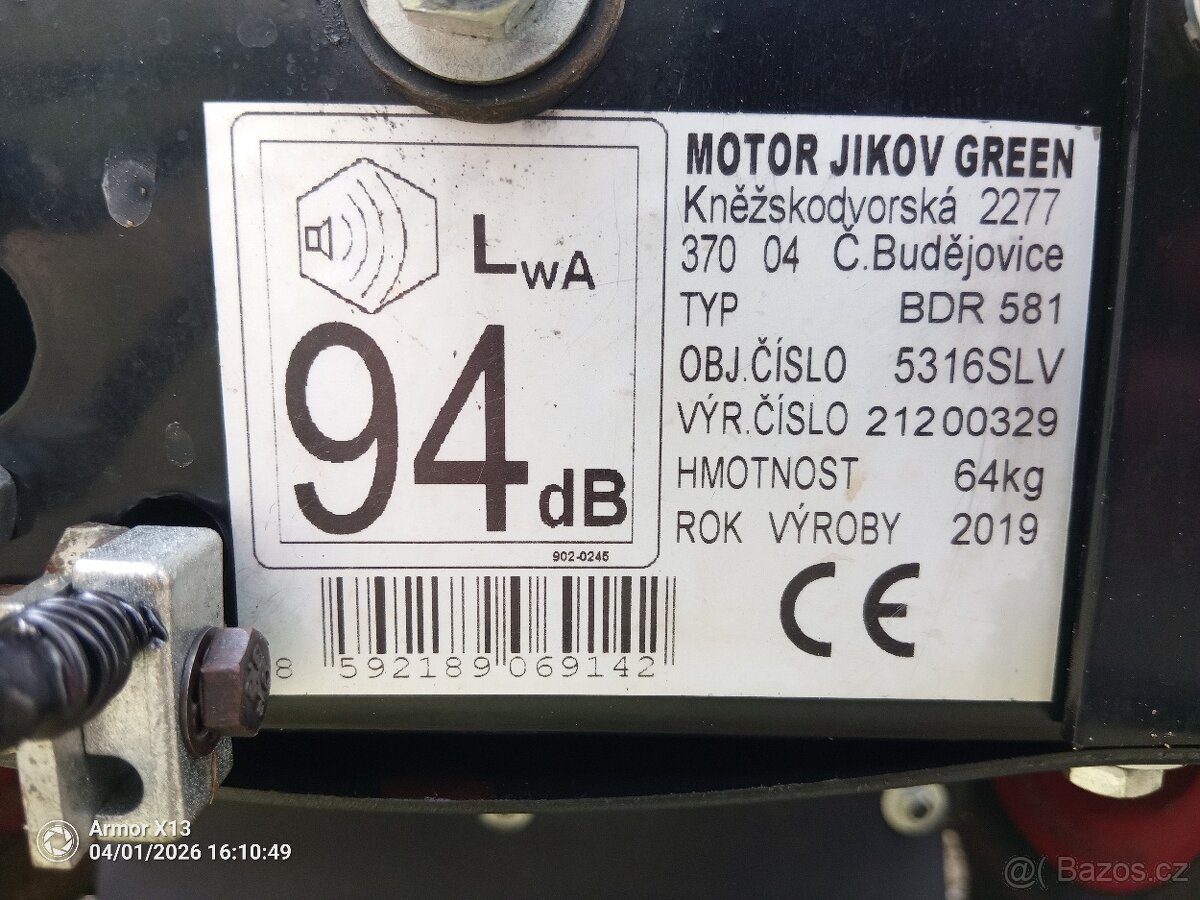 LWA
94 dB
902-0245
8 592189 069142
MOTOR JIKOV GREEN
Kněžskodvorská 2277
370 04 Č.Budějovice
TYP BDR 581
OBJ.ČÍSLO 5316SLV
VÝR.ČÍSLO 21200329
HMOTNOST 64kg
ROK VÝROBY 2019
CE
Armor X13
04/01/2026 16:10:49
@ Bazos.cz